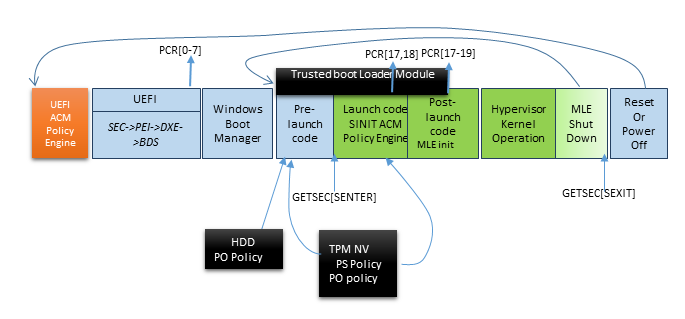 PCR[0-7]
PCR[17,18]
PCR[17-19]
Trusted boot Loader Module
UEFI
ACM
Policy
Engine
UEFI
SEC->PEI->DXE-
>BDS
Windows
Boot
Manager
Pre-
launch
code
Launch code
SINIT ACM
Policy Engine
Post-
launch
code
MLE init
Hypervisor
Kernel
Operation
MLE
Shut
Down
Reset
Or
Power
Off
GETSEC[SENTER]
GETSEC[SEXIT]
HDD
PO Policy
TPM NV
PS Policy
PO policy